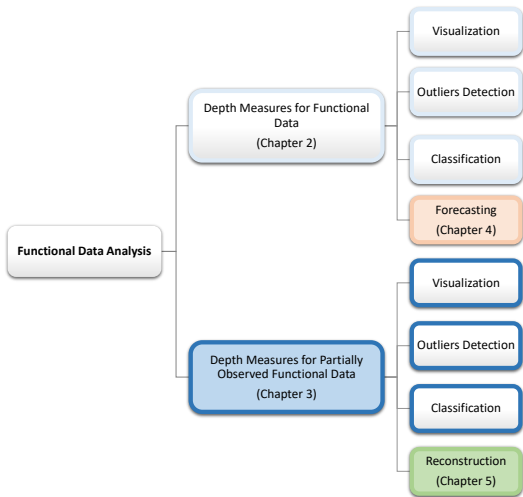 Visualization
Outliers Detection
Depth Measures for Functional
Data
(Chapter 2)
Classification
Forecasting
(Chapter 4)
Functional Data Analysis
Visualization
Outliers Detection
Depth Measures for Partially
Observed Functional Data
(Chapter 3)
Classification
Reconstruction
(Chapter 5)